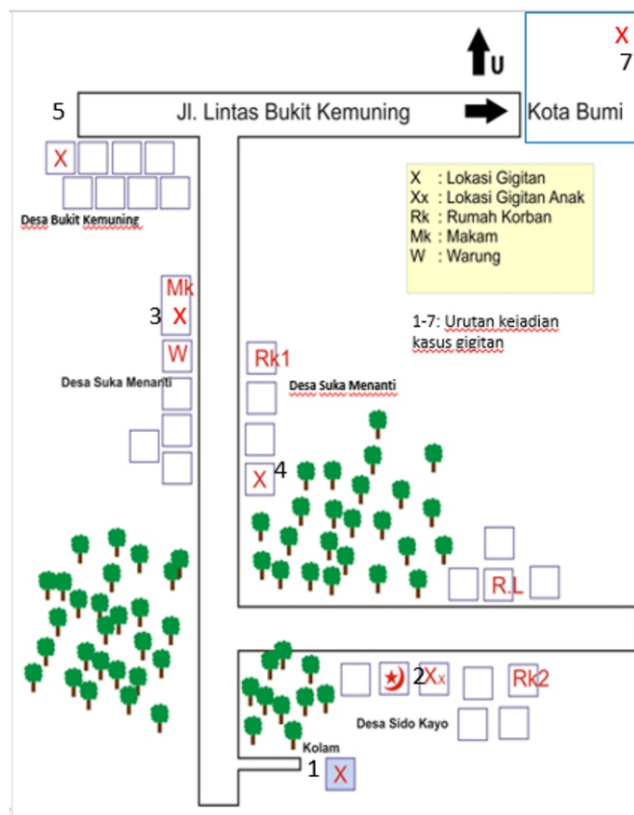 X
7
U
5
Jl. Lintas Bukit Kemuning
Kota Bumi
X
Desa Bukit Kemuning
X : Lokasi Gigitan
Xx : Lokasi Gigitan Anak
Rk : Rumah Korban
Mk : Makam
W : Warung
1-7: Urutan kejadian
kasus gigitan
Mk
3 X
W
Desa Suka Menanti
Rk1
Desa Suka Menanti
X 4
R.L
2 Xx
Rk2
Desa Sido Kayo
Kolam
1 X